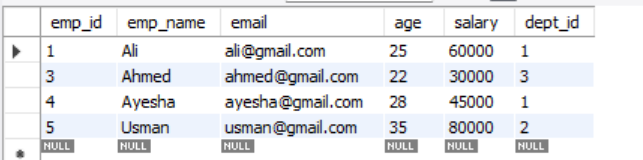 emp_id emp_name email age salary dept_id
1 Ali ali@gmail.com 25 60000 1
3 Ahmed ahmed@gmail.com 22 30000 3
4 Ayesha ayesha@gmail.com 28 45000 1
5 Usman usman@gmail.com 35 80000 2
NULL NULL NULL NULL NULL NULL